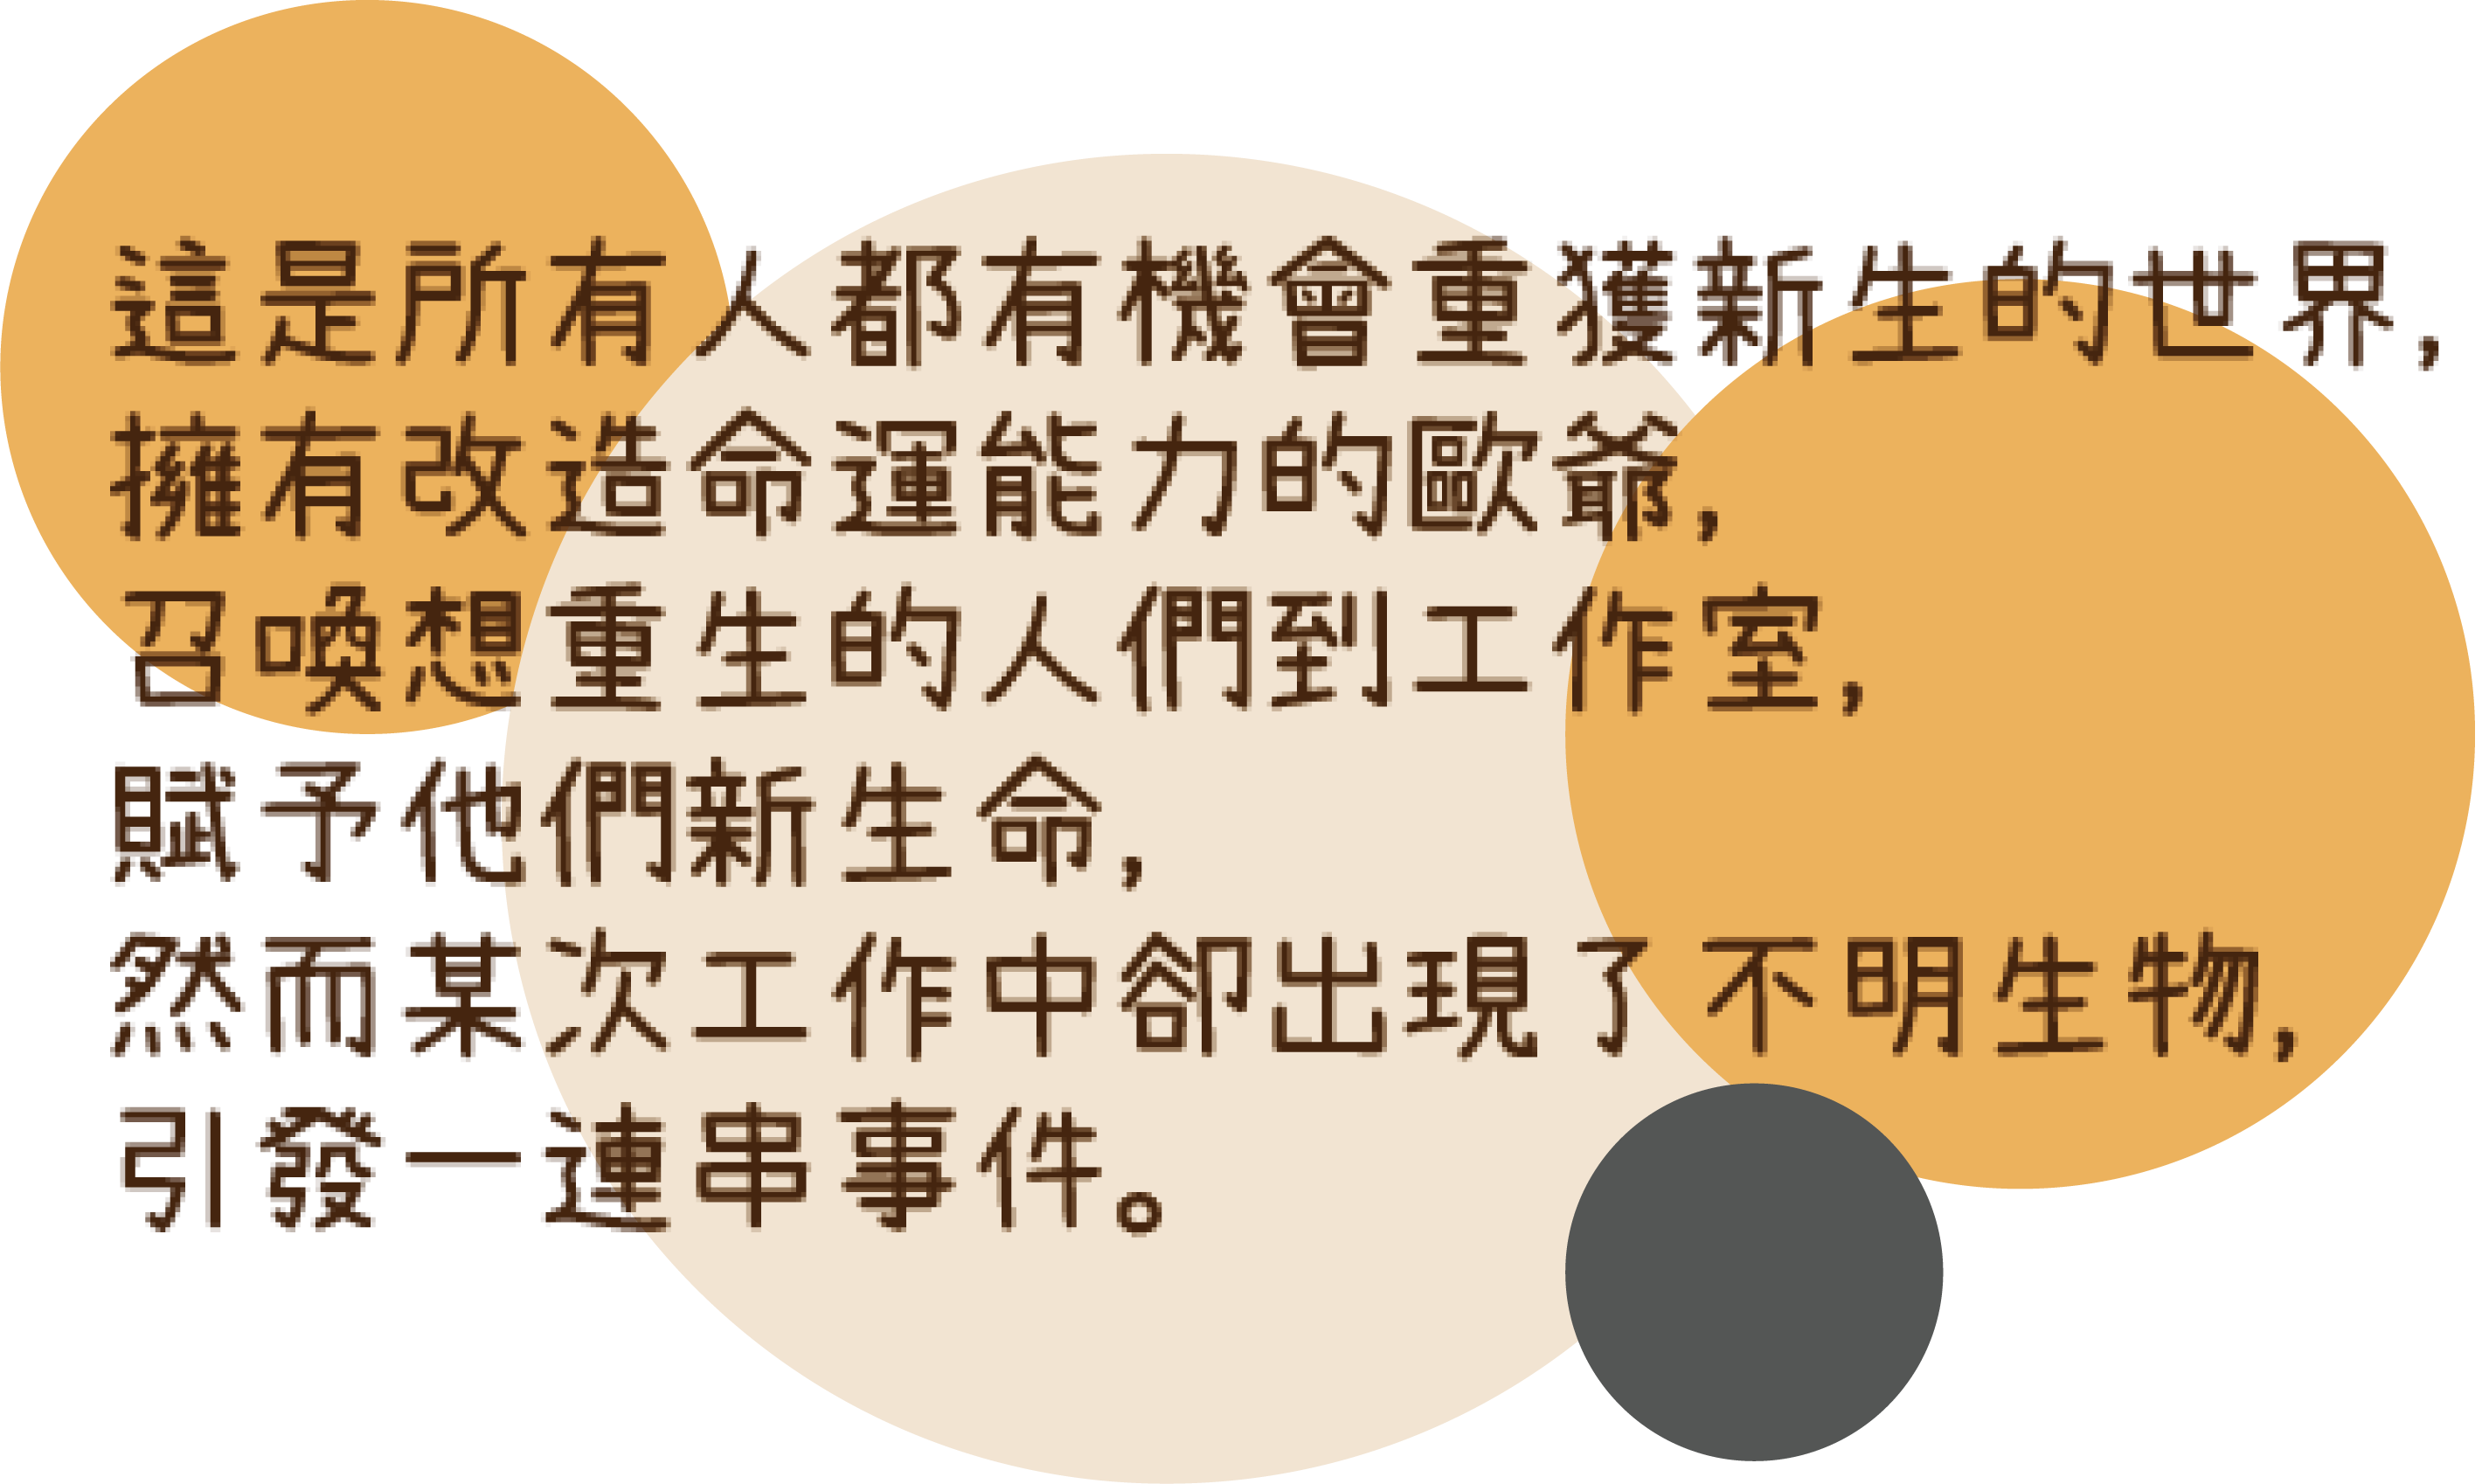 這是所有人都有機會重獲新生的世界,
擁有改造命運能力的歐爺,
召喚想重生的人們到工作室,
賦予他們新生命,
然而某次工作中卻出現了不明生物,
引發一連串事件。